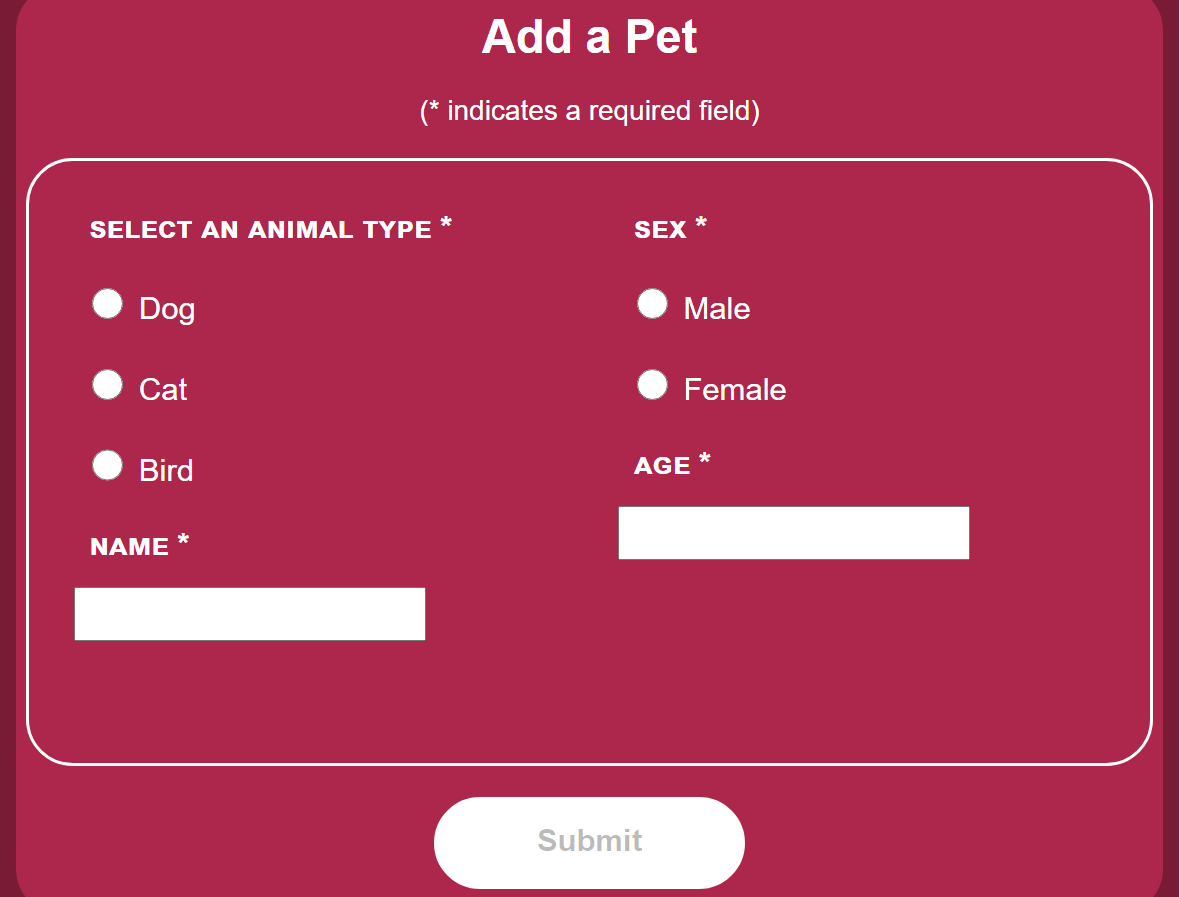 Add a Pet
(* indicates a required field)
SELECT AN ANIMAL TYPE *
Dog
Cat
Bird
NAME *
SEX *
Male
Female
AGE *
Submit